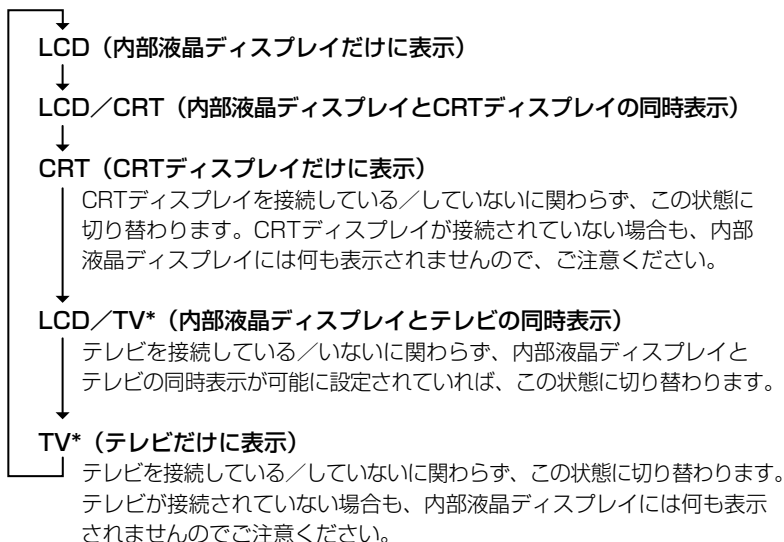 LCD（内部液晶ディスプレイだけに表示）
LCD／CRT（内部液晶ディスプレイとCRTディスプレイの同時表示）
CRT（CRTディスプレイだけに表示）
CRTディスプレイを接続している／していないに関わらず、この状態に
切り替わります。CRTディスプレイが接続されていない場合も、内部
液晶ディスプレイには何も表示されませんので、ご注意ください。
LCD／TV*（内部液晶ディスプレイとテレビの同時表示）
テレビを接続している／いないに関わらず、内部液晶ディスプレイと
テレビの同時表示が可能に設定されていれば、この状態に切り替わります。
TV*（テレビだけに表示）
テレビを接続している／していないに関わらず、この状態に切り替わります。
テレビが接続されていない場合も、内部液晶ディスプレイには何も表示
されませんのでご注意ください。